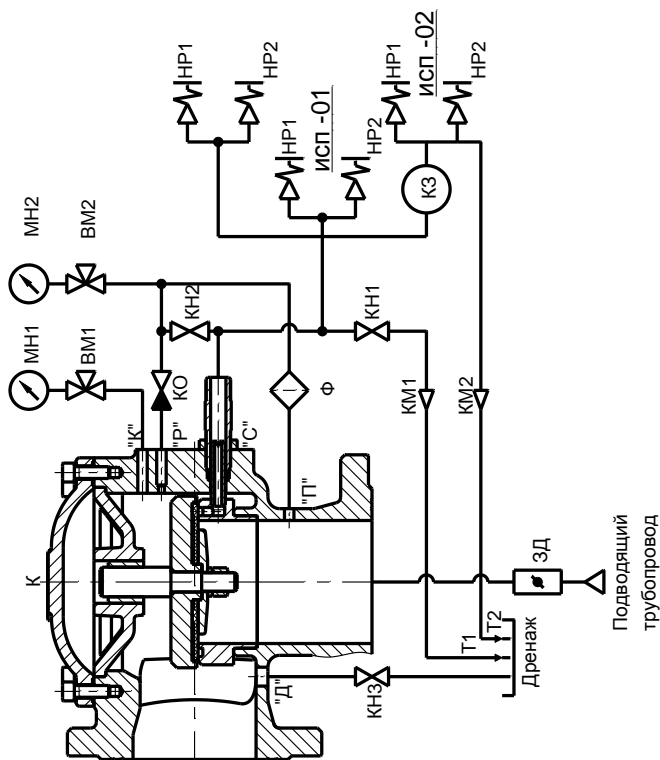 МН2
ВМ2
МН1
ВМ1
НР1
НР2
НР1
исп -01
НР2
НР1
исп -02
НР2
КЗ
К
"К"
КО
"Р"
КН2
"С"
КН1
Ф
"П"
КМ1
КМ2
"Д"
КН3
Т1
Т2
Дренаж
ЗД
Подводящий
трубопровод